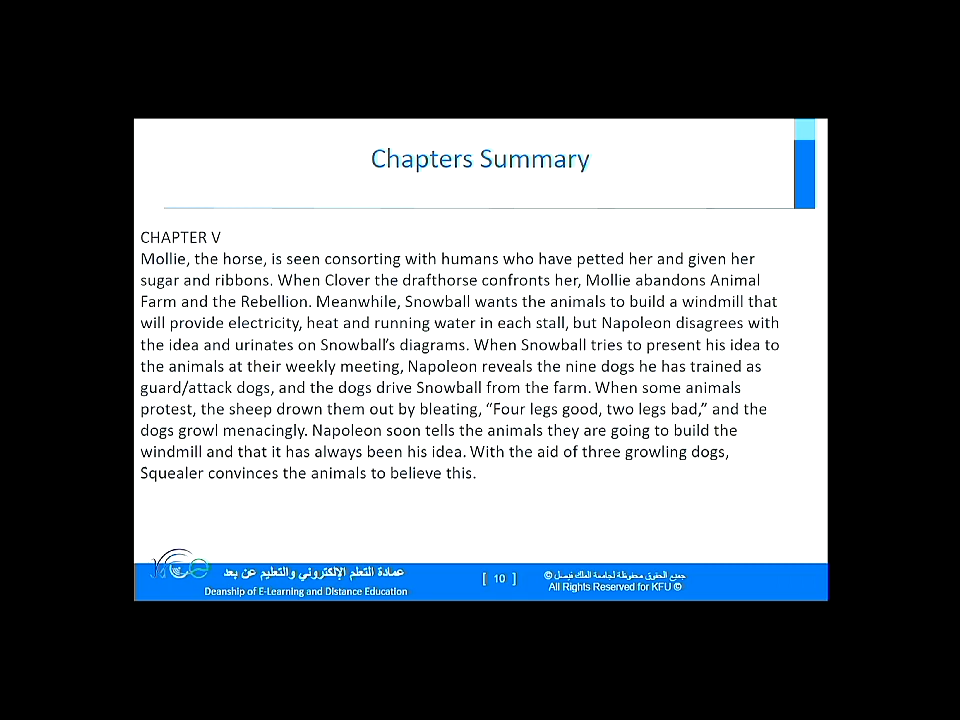 Chapters Summary
CHAPTER V
Mollie, the horse, is seen consorting with humans who have petted her and given her
sugar and ribbons. When Clover the drafthorse confronts her, Mollie abandons Animal
Farm and the Rebellion. Meanwhile, Snowball wants the animals to build a windmill that
will provide electricity, heat and running water in each stall, but Napoleon disagrees with
the idea and urinates on Snowball’s diagrams. When Snowball tries to present his idea to
the animals at their weekly meeting, Napoleon reveals the nine dogs he has trained as
guard/attack dogs, and the dogs drive Snowball from the farm. When some animals
protest, the sheep drown them out by bleating, “Four legs good, two legs bad,” and the
dogs growl menacingly. Napoleon soon tells the animals they are going to build the
windmill and that it has always been his idea. With the aid of three growling dogs,
Squealer convinces the animals to believe this.
عمادة التعلم الإلكتروني والتعليم عن بعد
Deanship of E-Learning and Distance Education
[ 10 ]
جميع الحقوق محفوظة لجامعة الملك فيصل ©
All Rights Reserved for KFU ©